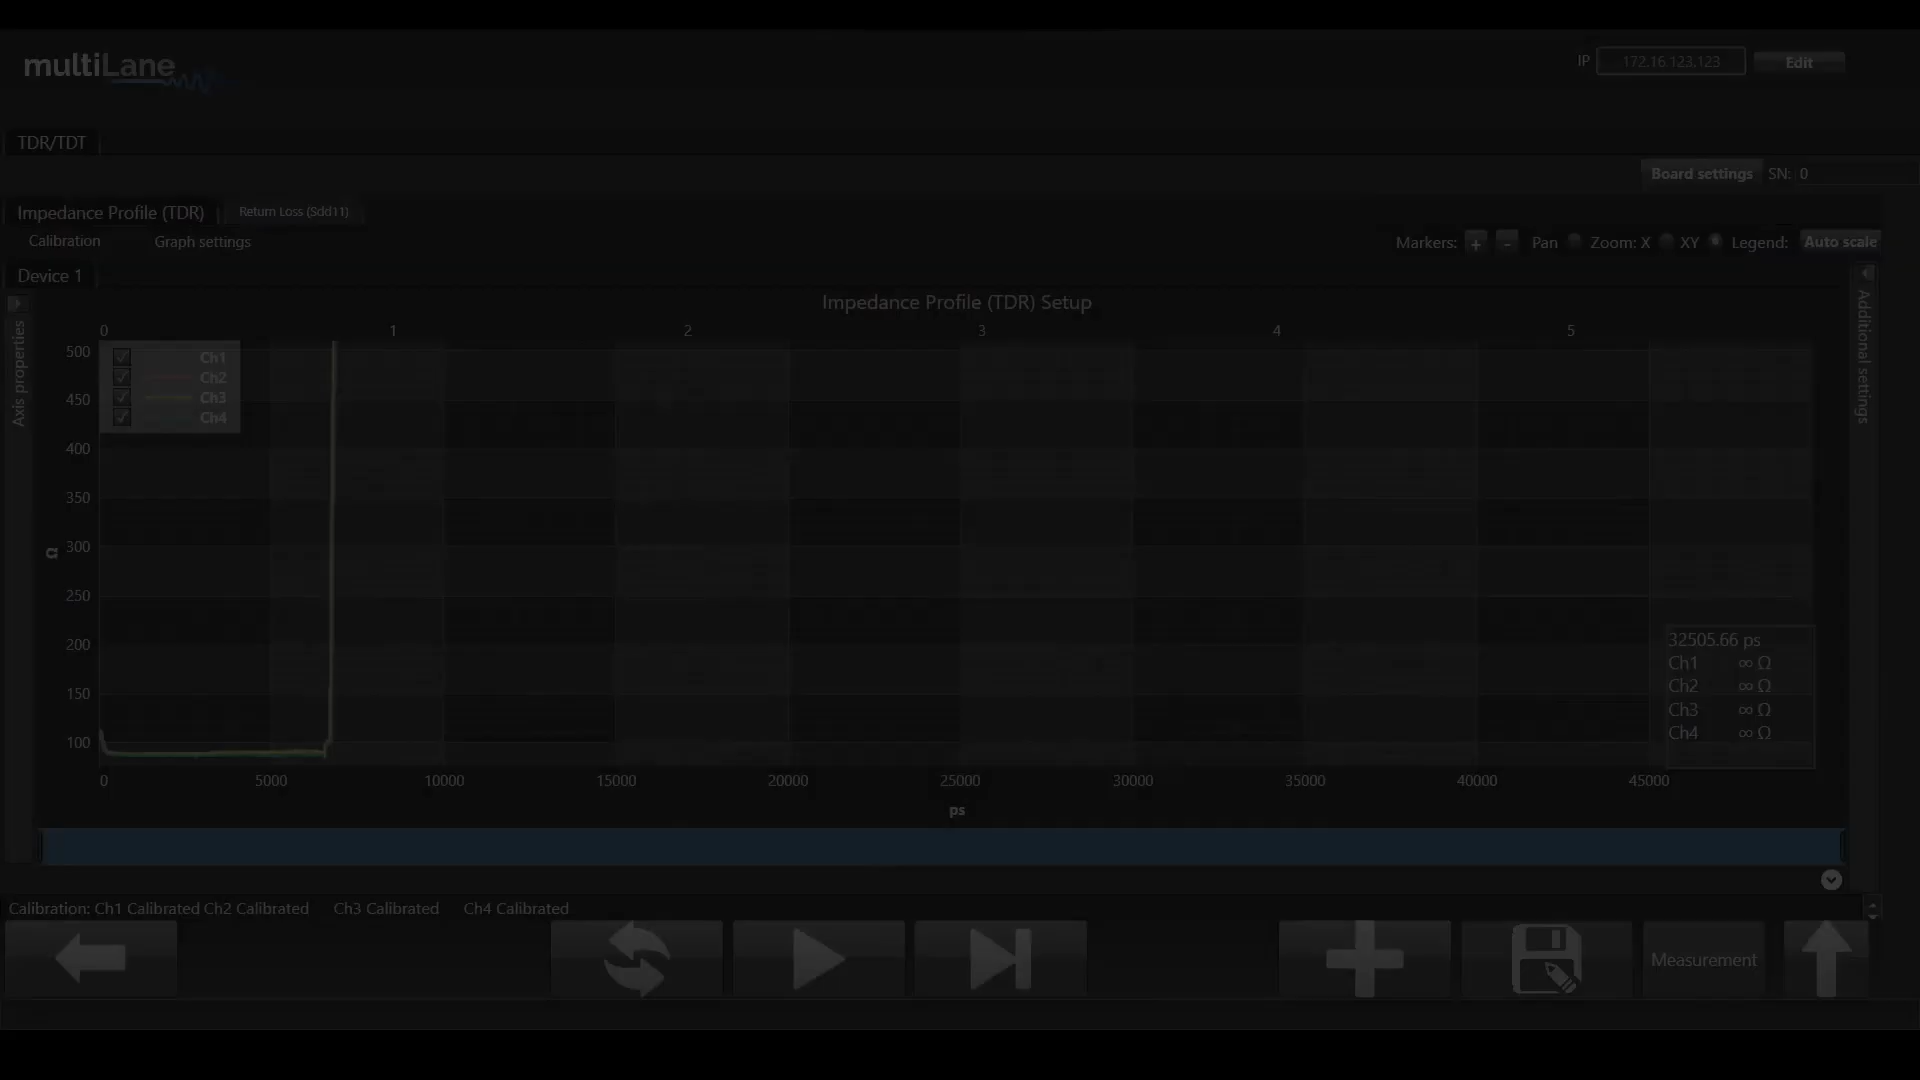 multiLane
IP 172.16.123.123 Edit
TDR/TDT
Board settings SN: 0
Impedance Profile (TDR) Return Loss (Sdd11)
Calibration Graph settings Markers: + - Pan Zoom: X XY Legend: Auto scale
Device 1
Impedance Profile (TDR) Setup
Axis properties
Additional settings
0 1 2 3 4 5
Ch1
Ch2
Ch3
Ch4
500
450
400
350
300
250
200
150
100
Ω
32505.66 ps
Ch1 ∞ Ω
Ch2 ∞ Ω
Ch3 ∞ Ω
Ch4 ∞ Ω
0 5000 10000 15000 20000 25000 30000 35000 40000 45000
ps
Calibration: Ch1 Calibrated Ch2 Calibrated Ch3 Calibrated Ch4 Calibrated
Measurement